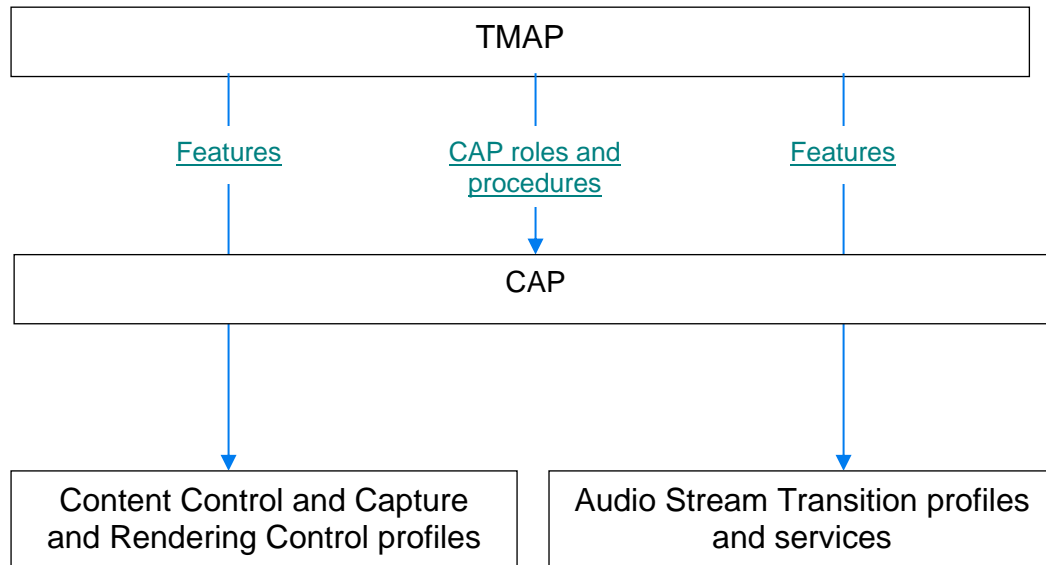 TMAP
Features
CAP roles and
procedures
Features
CAP
Content Control and Capture
and Rendering Control profiles
Audio Stream Transition profiles
and services